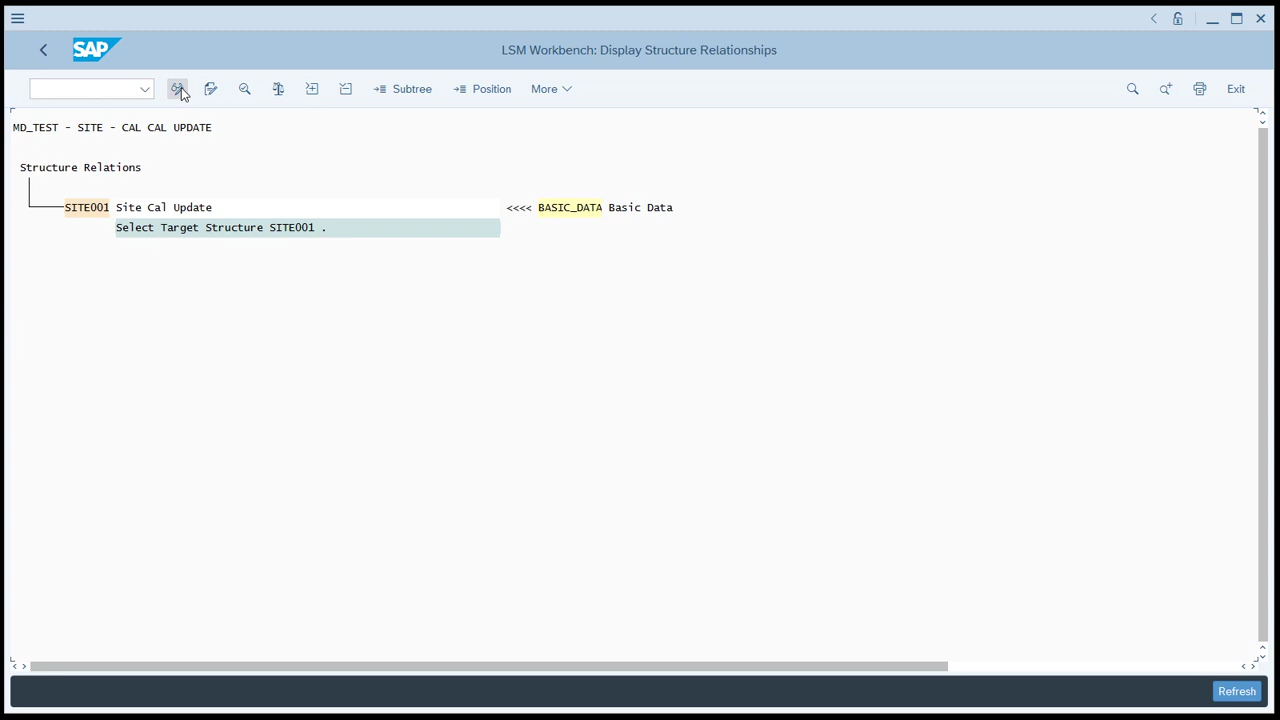 SAP
LSM Workbench: Display Structure Relationships
Subtree
Position
More
Exit
MD_TEST - SITE - CAL CAL UPDATE
Structure Relations
SITE001 Site Cal Update <<<< BASIC_DATA Basic Data
Select Target Structure SITE001 .
Refresh